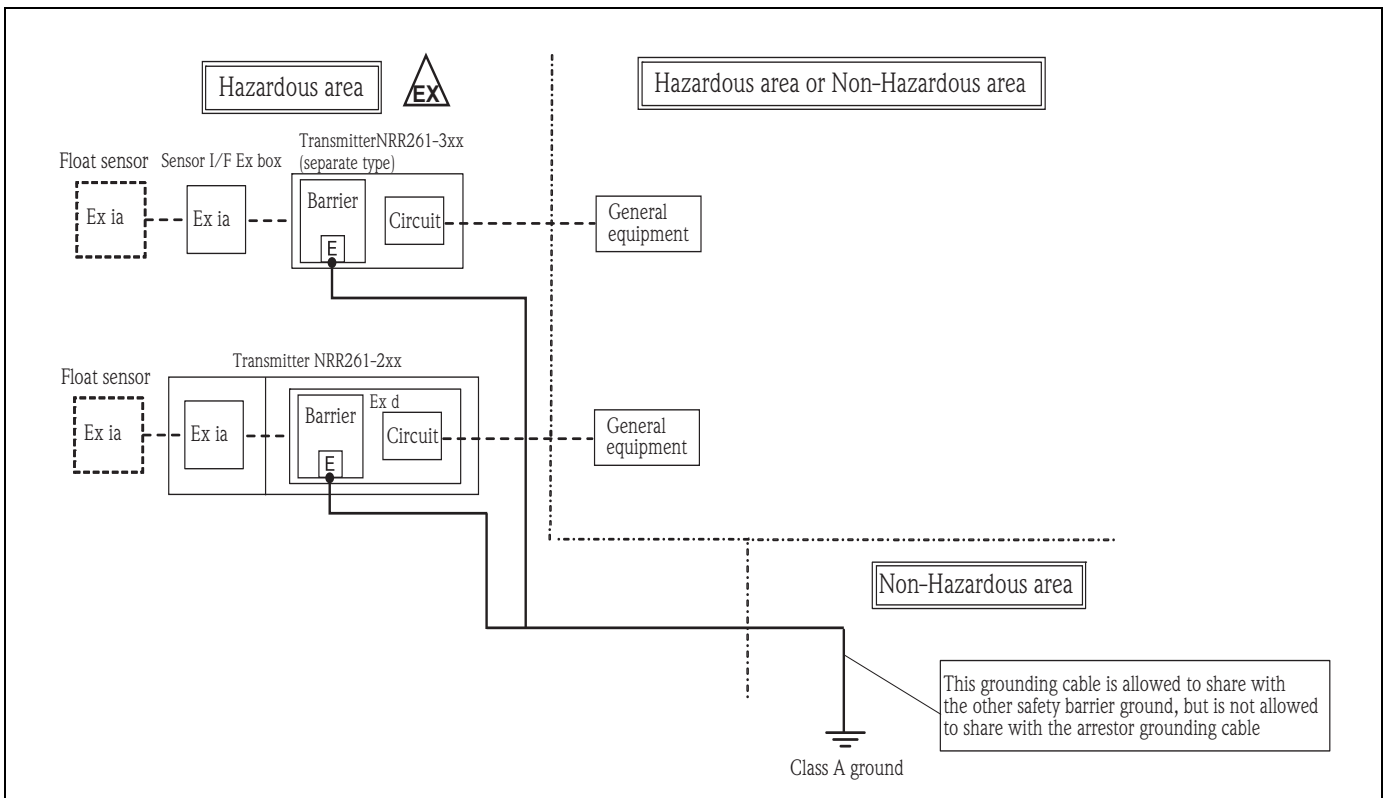 Hazardous area
EX
Hazardous area or Non-Hazardous area
TransmitterNRR261-3xx
(separate type)
Float sensor
Sensor I/F Ex box
Ex ia
Ex ia
Barrier
E
Circuit
General
equipment
Transmitter NRR261-2xx
Float sensor
Ex ia
Ex ia
Barrier
E
Ex d
Circuit
General
equipment
Non-Hazardous area
This grounding cable is allowed to share with
the other safety barrier ground, but is not allowed
to share with the arrestor grounding cable
Class A ground